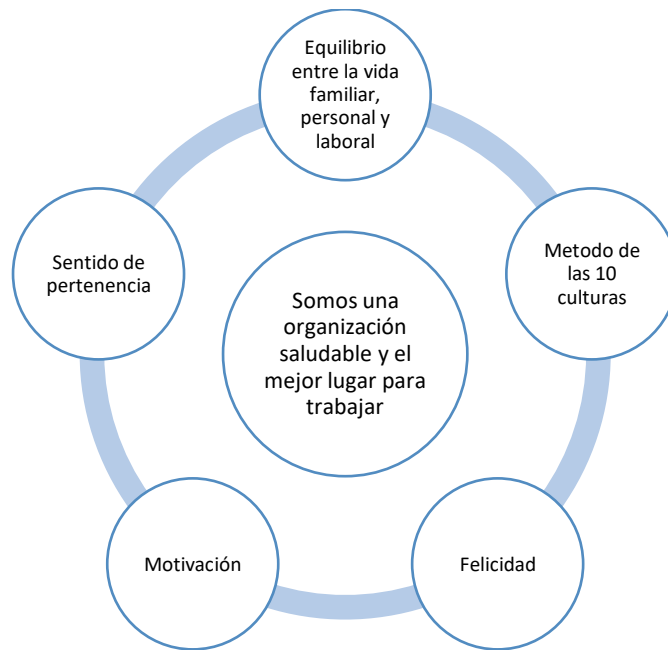 Equilibrio
entre la vida
familiar,
personal y
laboral
Metodo de
las 10
culturas
Felicidad
Motivación
Sentido de
pertenencia
Somos una
organización
saludable y el
mejor lugar para
trabajar